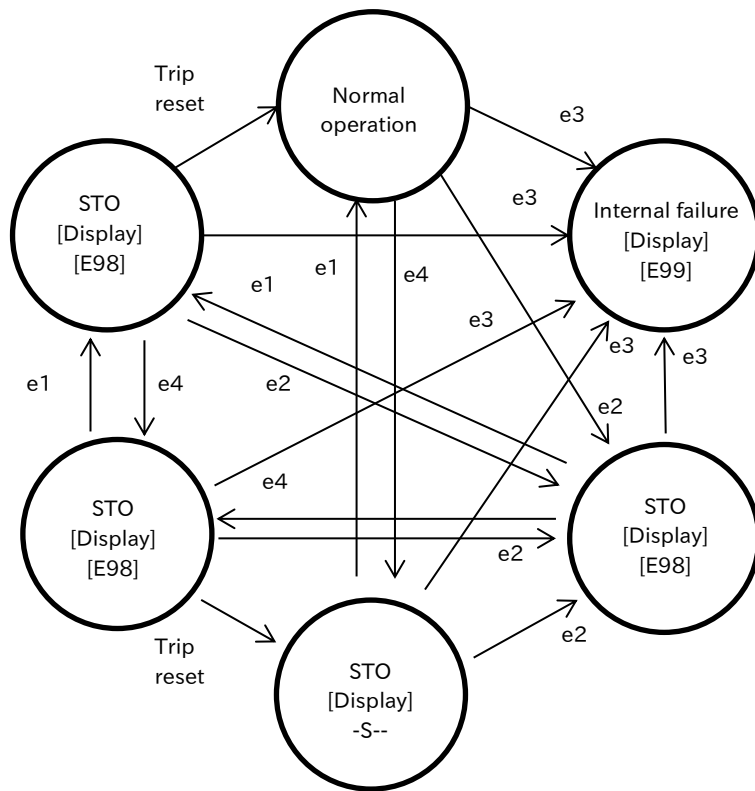 Trip
reset
Normal
operation
e3
STO
[Display]
[E98]
e3
Internal failure
[Display]
[E99]
e1
e1
e4
e3
e3
e3
e1
e4
e2
e2
STO
[Display]
[E98]
e4
e2
STO
[Display]
[E98]
Trip
reset
e2
STO
[Display]
-S--